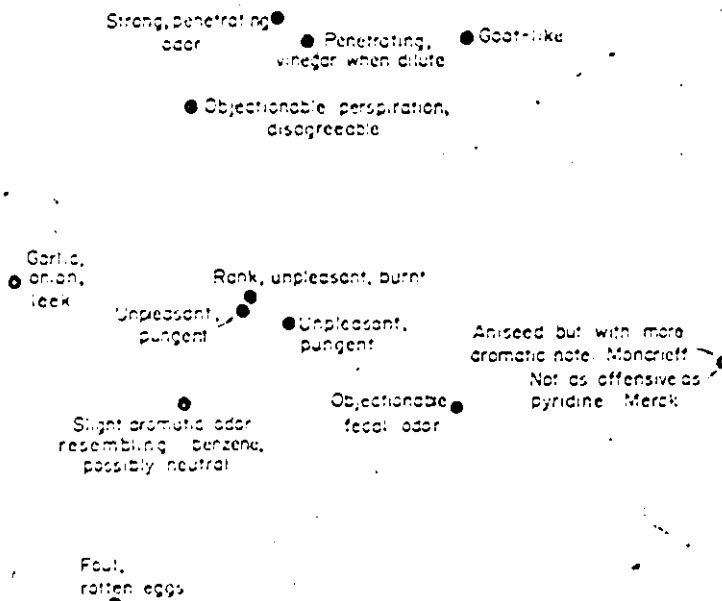 Strong, penetrating
odor
Penetrating,
vinegar when dilute
Goat-like
Objectionable perspiration,
disagreeable
Garlic,
onion,
leek
Rank, unpleasant, burnt
Unpleasant,
pungent
Unpleasant,
pungent
Aniseed but with more
aromatic note. Moncrieff
Not as offensive as
pyridine Merck
Objectionable
fecal odor
Slight aromatic odor
resembling benzene,
possibly neutral
Foul,
rotten eggs